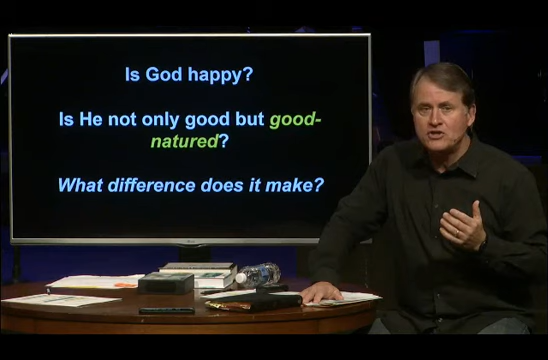 Is God happy?
Is He not only good but good-
natured?
What difference does it make?